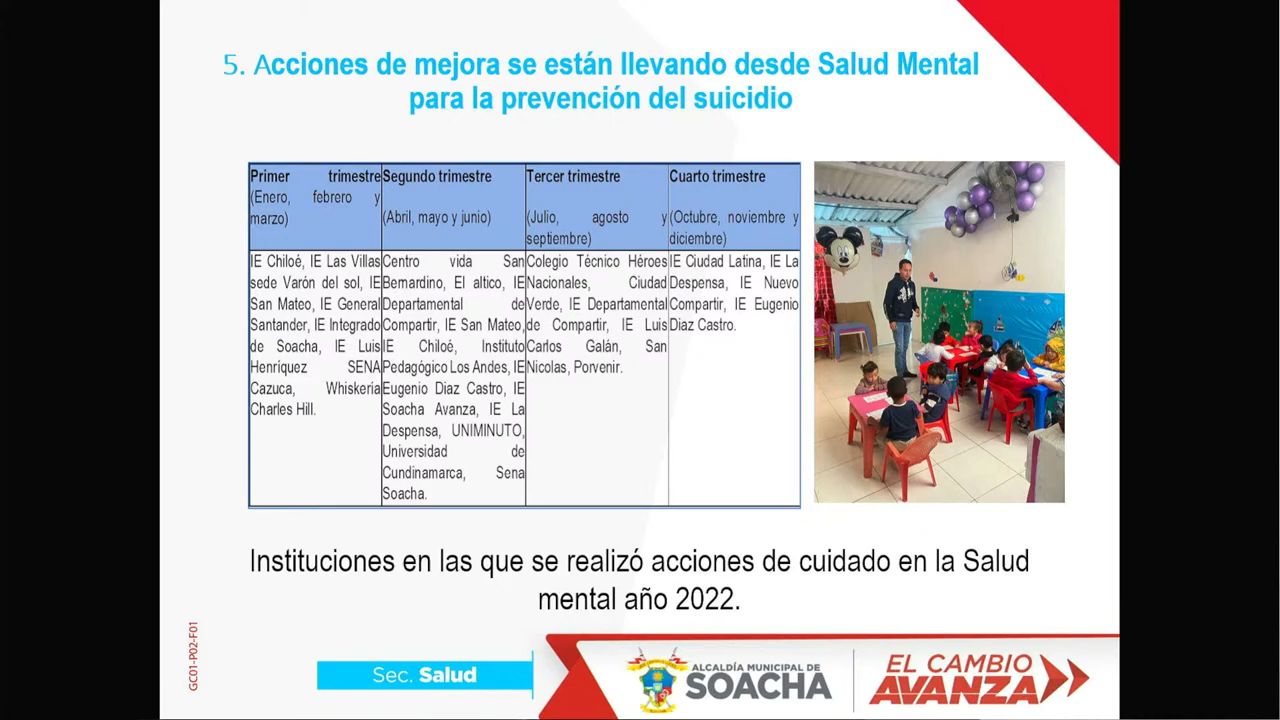 5. Acciones de mejora se están llevando desde Salud Mental
para la prevención del suicidio
Primer trimestre
(Enero, febrero y
marzo)
Segundo trimestre
(Abril, mayo y junio)
Tercer trimestre
(Julio, agosto y
septiembre)
Cuarto trimestre
(Octubre, noviembre y
diciembre)
IE Chiloé, IE Las Villas
sede Varón del sol, IE
San Mateo, IE General
Santander, IE Integrado
de Soacha, IE Luis
Henríquez SENA
Cazuca, Whiskeria
Charles Hill.
Centro vida San
Bernardino, El altico, IE
Departamental de
Compartir, IE San Mateo,
IE Chiloé, Instituto
Pedagógico Los Andes, IE
Eugenio Diaz Castro, IE
Soacha Avanza, IE La
Despensa, UNIMINUTO,
Universidad de
Cundinamarca, Sena
Soacha.
Colegio Técnico Héroes
Nacionales, Ciudad
Verde, IE Departamental
de Compartir, IE Luis
Carlos Galán, San
Nicolas, Porvenir.
IE Ciudad Latina, IE La
Despensa, IE Nuevo
Compartir, IE Eugenio
Diaz Castro.
Instituciones en las que se realizó acciones de cuidado en la Salud
mental año 2022.
GC01-P02-F01
Sec. Salud
ALCALDÍA MUNICIPAL DE
SOACHA
EL CAMBIO
AVANZA